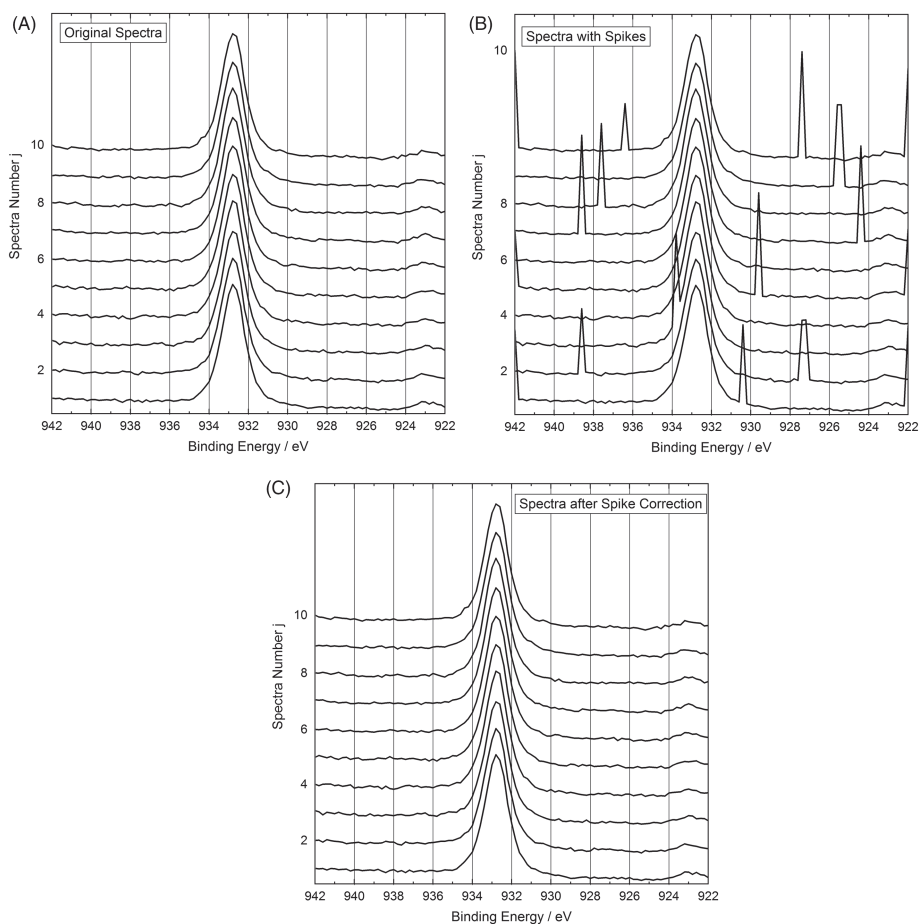 (A)
Original Spectra
Spectra Number j
10
8
6
4
2
942 940 938 936 934 932 930 928 926 924 922
Binding Energy / eV
(B)
Spectra with Spikes
Spectra Number j
10
8
6
4
2
942 940 938 936 934 932 930 928 926 924 922
Binding Energy / eV
(C)
Spectra after Spike Correction
Spectra Number j
10
8
6
4
2
942 940 938 936 934 932 930 928 926 924 922
Binding Energy / eV